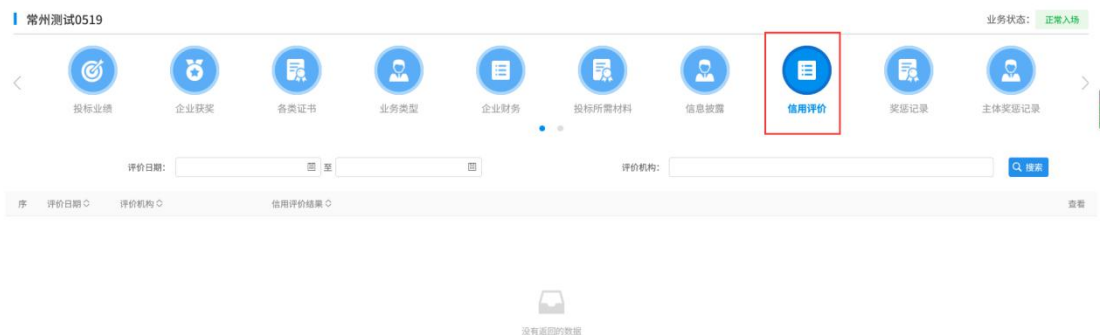 常州测试0519
业务状态： 正常入场
投标业绩 企业获奖 各类证书 业务类型 企业财务 投标所需材料 信息披露 信用评价 奖惩记录 主体奖惩记录
评价日期： 至 评价机构： 搜索
序 评价日期 评价机构 信用评价结果 查看
没有返回的数据